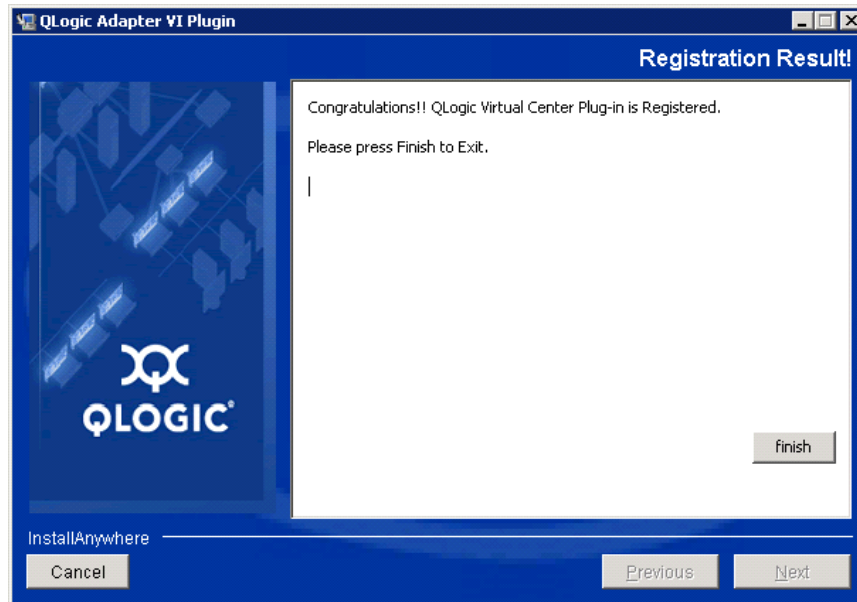 QLogic Adapter VI Plugin
Registration Result!
Congratulations!! QLogic Virtual Center Plug-in is Registered.
Please press Finish to Exit.
QLOGIC®
finish
InstallAnywhere
Cancel
Previous
Next